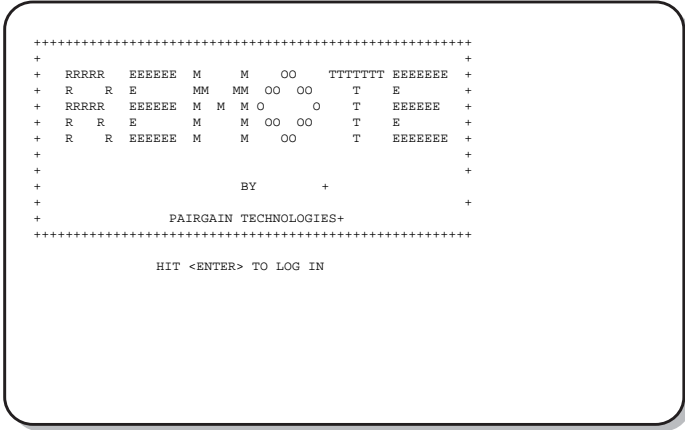 +++++++++++++++++++++++++++++++++++++++++++++++++++++++
+                                                     +
+   RRRRR   EEEEEE  M     M    OO    TTTTTTT EEEEEEE  +
+   R    R  E       MM   MM  OO  OO     T    E        +
+   RRRRR   EEEEEE  M  M  M O      O    T    EEEEEE   +
+   R   R   E       M     M  OO  OO     T    E        +
+   R    R  EEEEEE  M     M    OO       T    EEEEEEE  +
+                                                     +
+                                                     +
+                         BY        +
+                                                     +
+                PAIRGAIN TECHNOLOGIES+
+++++++++++++++++++++++++++++++++++++++++++++++++++++++
HIT <ENTER> TO LOG IN